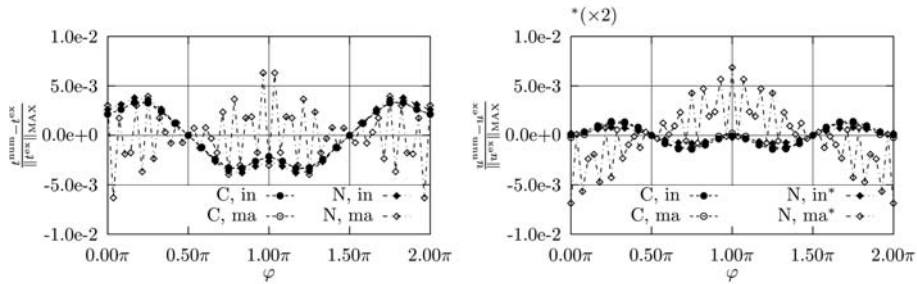 *(×2)
1.0e-2
5.0e-3
0.0e+0
-5.0e-3
-1.0e-2
t^num − t^ex
‖t^ex‖MAX
C, in
N, in
C, ma
N, ma
0.00π 0.50π 1.00π 1.50π 2.00π
φ
1.0e-2
5.0e-3
0.0e+0
-5.0e-3
-1.0e-2
u^num − u^ex
‖u^ex‖MAX
C, in
N, in*
C, ma
N, ma*
0.00π 0.50π 1.00π 1.50π 2.00π
φ